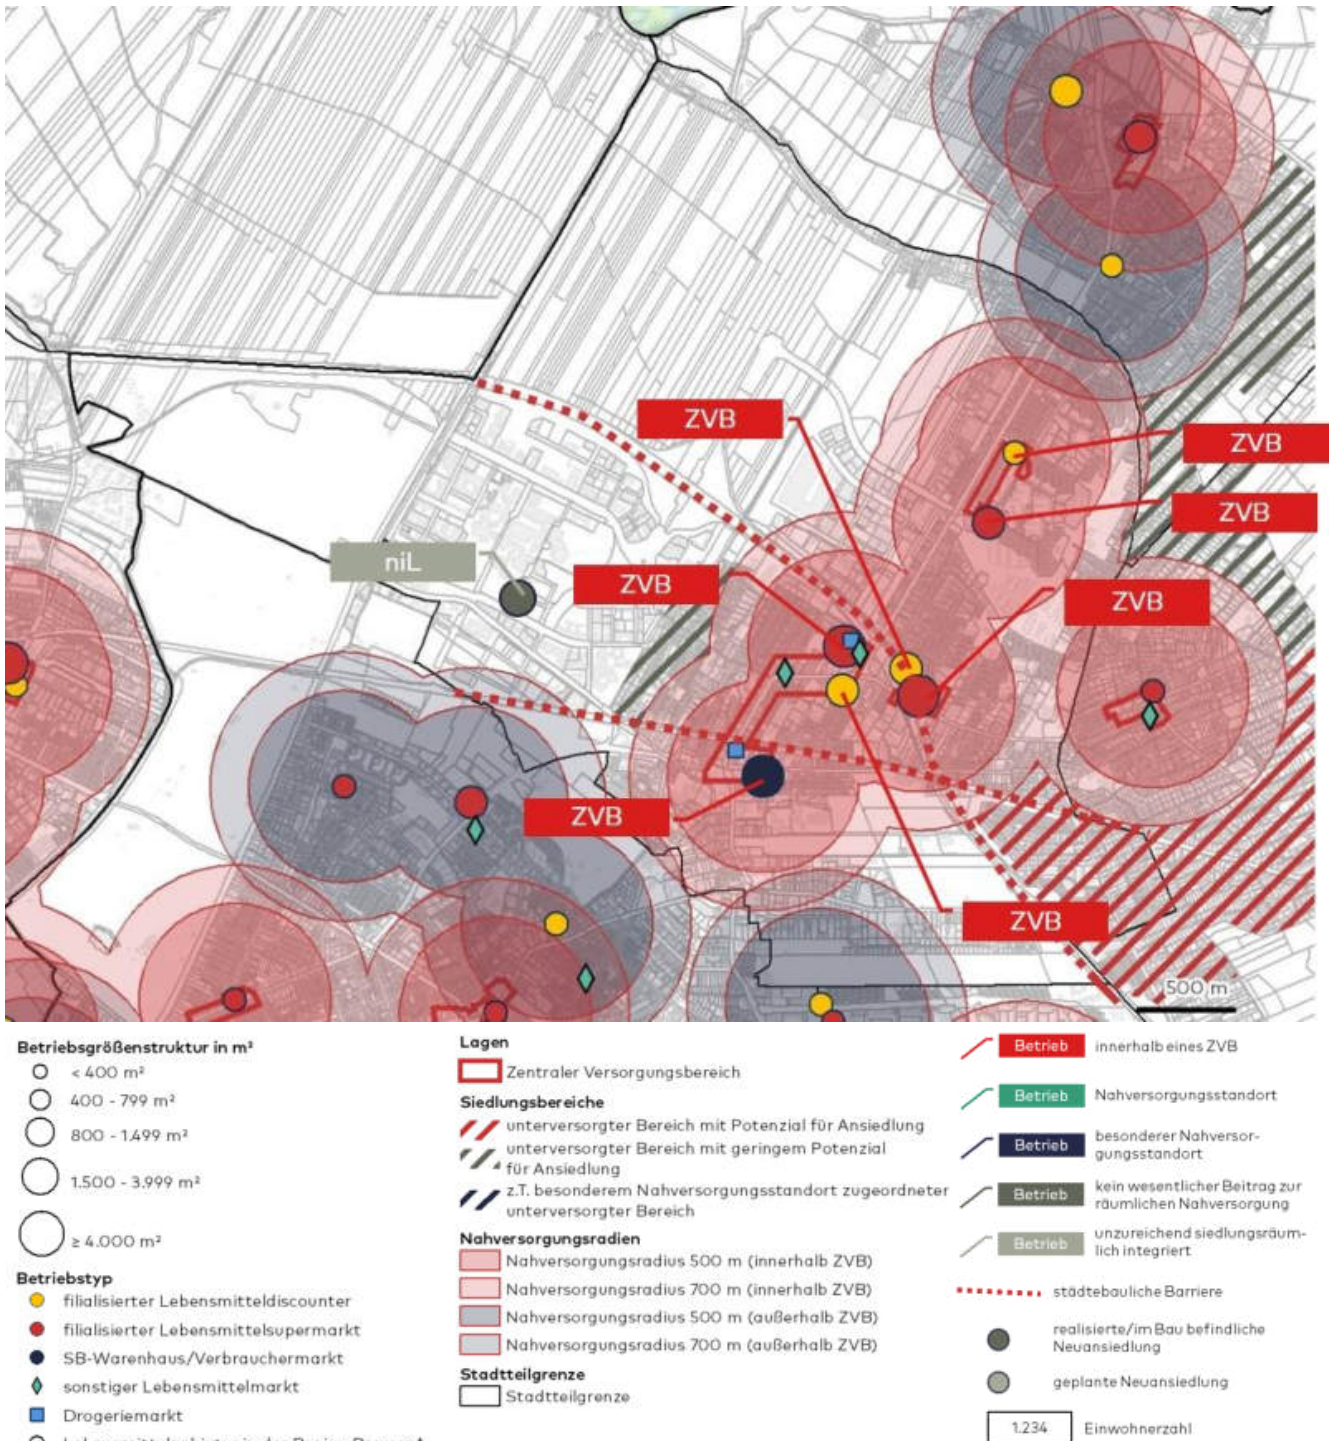 ZVB
ZVB
ZVB
niL
ZVB
ZVB
ZVB
ZVB
500 m
Betriebsgrößenstruktur in m²
< 400 m²
400 - 799 m²
800 - 1.499 m²
1.500 - 3.999 m²
≥ 4.000 m²
Betriebstyp
filialisierter Lebensmitteldiscounter
filialisierter Lebensmittelsupermarkt
SB-Warenhaus/Verbrauchermarkt
sonstiger Lebensmittelmarkt
Drogeriemarkt
Lagen
Zentraler Versorgungsbereich
Siedlungsbereiche
unterversorgter Bereich mit Potenzial für Ansiedlung
unterversorgter Bereich mit geringem Potenzial
für Ansiedlung
z.T. besonderem Nahversorgungsstandort zugeordneter
unterversorgter Bereich
Nahversorgungsradien
Nahversorgungsradius 500 m (innerhalb ZVB)
Nahversorgungsradius 700 m (innerhalb ZVB)
Nahversorgungsradius 500 m (außerhalb ZVB)
Nahversorgungsradius 700 m (außerhalb ZVB)
Stadtteilgrenze
Stadtteilgrenze
Betrieb innerhalb eines ZVB
Betrieb Nahversorgungsstandort
Betrieb besonderer Nahversor-
gungsstandort
Betrieb kein wesentlicher Beitrag zur
räumlichen Nahversorgung
Betrieb unzureichend siedlungsräum-
lich integriert
städtebauliche Barriere
realisierte/im Bau befindliche
Neuansiedlung
geplante Neuansiedlung
1.234 Einwohnerzahl